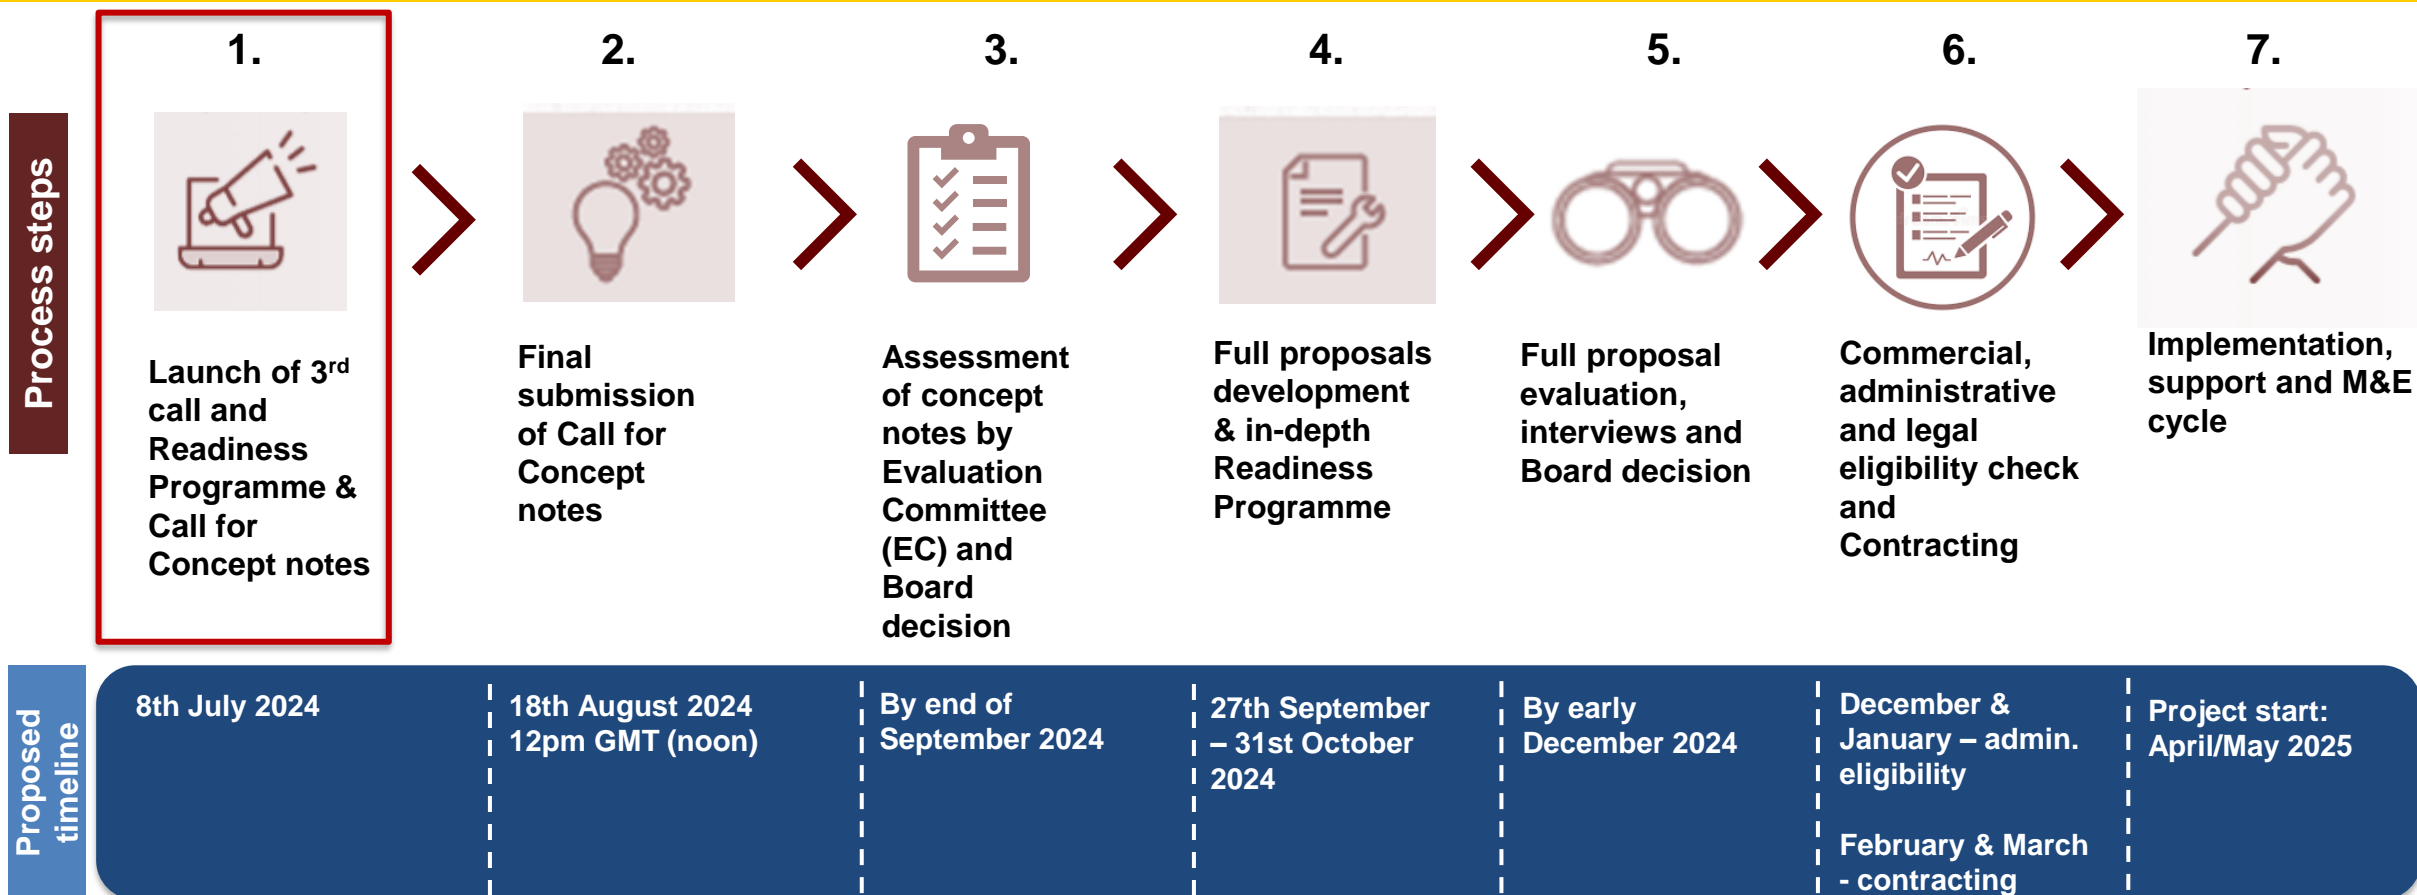 Process steps
1.
Launch of 3rd
call and
Readiness
Programme &
Call for
Concept notes
2.
Final
submission
of Call for
Concept
notes
3.
Assessment
of concept
notes by
Evaluation
Committee
(EC) and
Board
decision
4.
Full proposals
development
& in-depth
Readiness
Programme
5.
Full proposal
evaluation,
interviews and
Board decision
6.
Commercial,
administrative
and legal
eligibility check
and
Contracting
7.
Implementation,
support and M&E
cycle
Proposed
timeline
8th July 2024
18th August 2024
12pm GMT (noon)
By end of
September 2024
27th September
– 31st October
2024
By early
December 2024
December &
January – admin.
eligibility
February & March
- contracting
Project start:
April/May 2025